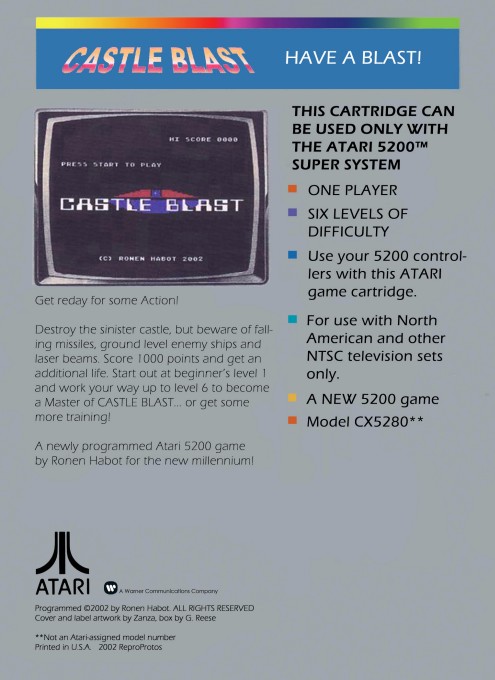 CASTLE BLAST
HAVE A BLAST!
HI SCORE 0000
PRESS START TO PLAY
CASTLE BLAST
(C) RONEN HABOT 2002
Get reday for some Action!
Destroy the sinister castle, but beware of fall-
ing missiles, ground level enemy ships and
laser beams. Score 1000 points and get an
additional life. Start out at beginner's level 1
and work your way up to level 6 to become
a Master of CASTLE BLAST... or get some
more training!
A newly programmed Atari 5200 game
by Ronen Habot for the new millennium!
THIS CARTRIDGE CAN
BE USED ONLY WITH
THE ATARI 5200™
SUPER SYSTEM
ONE PLAYER
SIX LEVELS OF
DIFFICULTY
Use your 5200 control-
lers with this ATARI
game cartridge.
For use with North
American and other
NTSC television sets
only.
A NEW 5200 game
Model CX5280**
ATARI
A Warner Communications Company
Programmed ©2002 by Ronen Habot. ALL RIGHTS RESERVED
Cover and label artwork by Zanza, box by G. Reese
**Not an Atari-assigned model number
Printed in U.S.A. 2002 ReproProtos